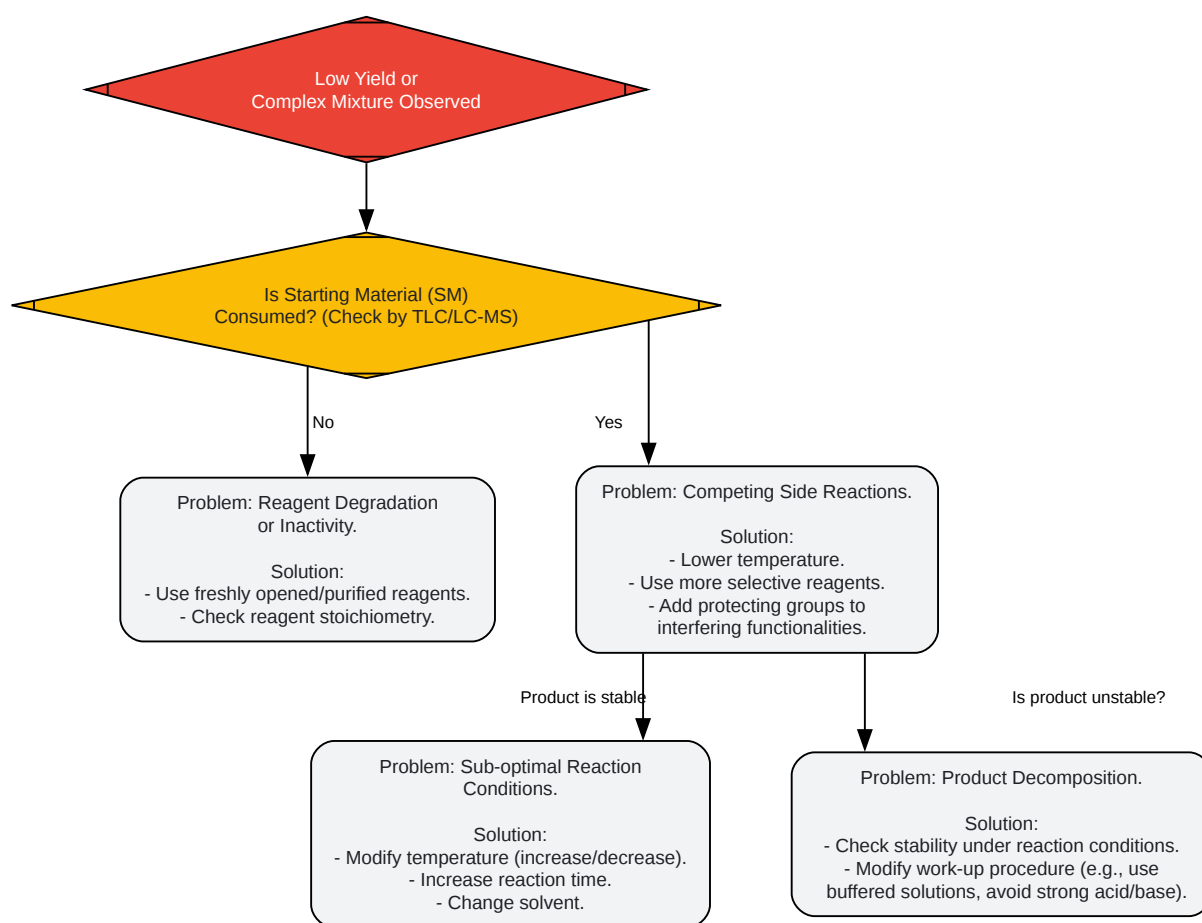 Low Yield or
Complex Mixture Observed
Is Starting Material (SM)
Consumed? (Check by TLC/LC-MS)
No
Yes
Problem: Reagent Degradation
or Inactivity.
Solution:
- Use freshly opened/purified reagents.
- Check reagent stoichiometry.
Problem: Competing Side Reactions.
Solution:
- Lower temperature.
- Use more selective reagents.
- Add protecting groups to
interfering functionalities.
Product is stable
Is product unstable?
Problem: Sub-optimal Reaction
Conditions.
Solution:
- Modify temperature (increase/decrease).
- Increase reaction time.
- Change solvent.
Problem: Product Decomposition.
Solution:
- Check stability under reaction conditions.
- Modify work-up procedure (e.g., use
buffered solutions, avoid strong acid/base).